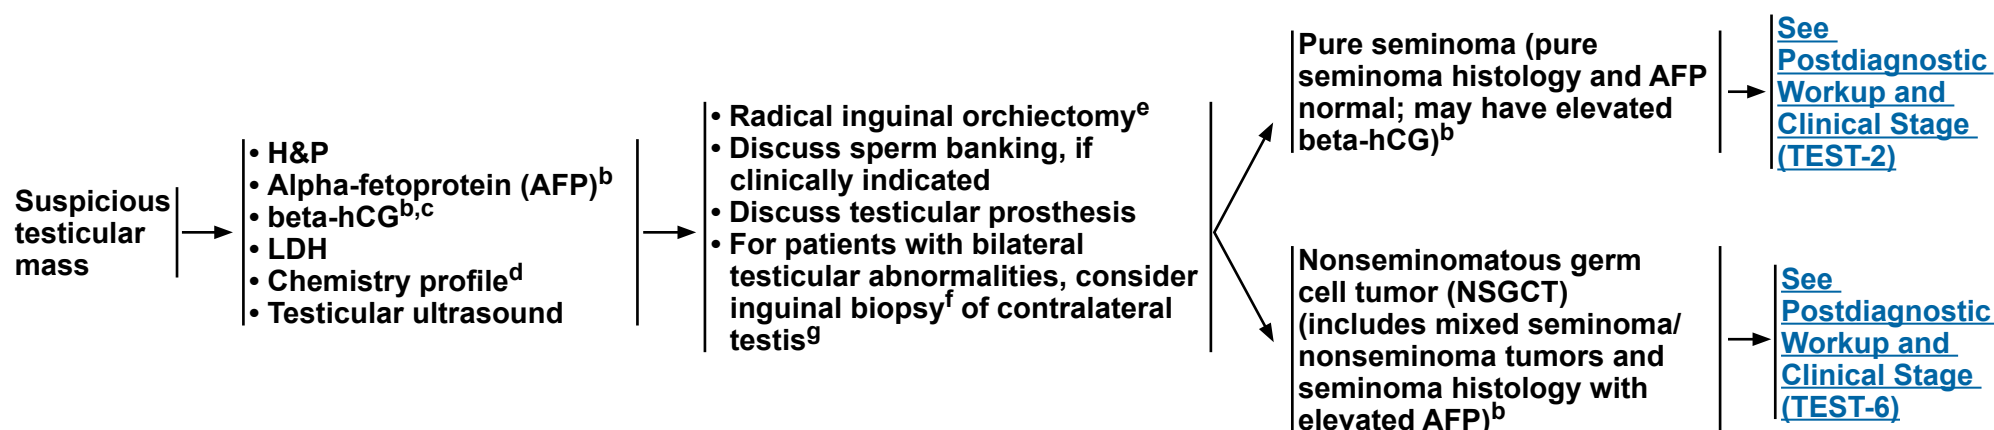 Suspicious
testicular
mass
• H&P
• Alpha-fetoprotein (AFP)b
• beta-hCGb,c
• LDH
• Chemistry profiled
• Testicular ultrasound
• Radical inguinal orchiectomye
• Discuss sperm banking, if
clinically indicated
• Discuss testicular prosthesis
• For patients with bilateral
testicular abnormalities, consider
inguinal biopsyf of contralateral
testisg
Pure seminoma (pure
seminoma histology and AFP
normal; may have elevated
beta-hCG)b
See
Postdiagnostic
Workup and
Clinical Stage
(TEST-2)
Nonseminomatous germ
cell tumor (NSGCT)
(includes mixed seminoma/
nonseminoma tumors and
seminoma histology with
elevated AFP)b
See
Postdiagnostic
Workup and
Clinical Stage
(TEST-6)